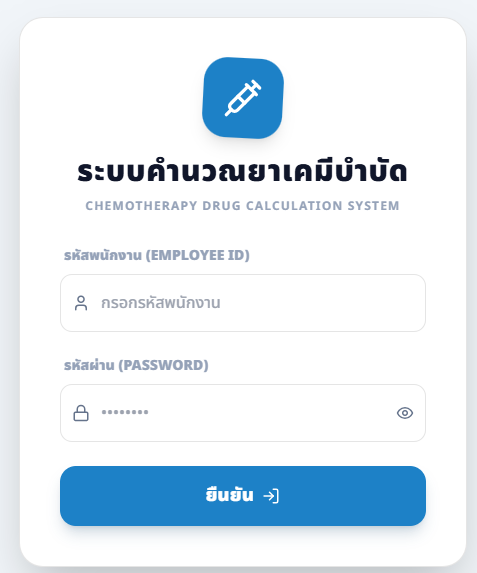 ระบบคำนวณยาเคมีบำบัด
CHEMOTHERAPY DRUG CALCULATION SYSTEM
รหัสพนักงาน (EMPLOYEE ID)
กรอกรหัสพนักงาน
รหัสผ่าน (PASSWORD)
••••••••
ยืนยัน